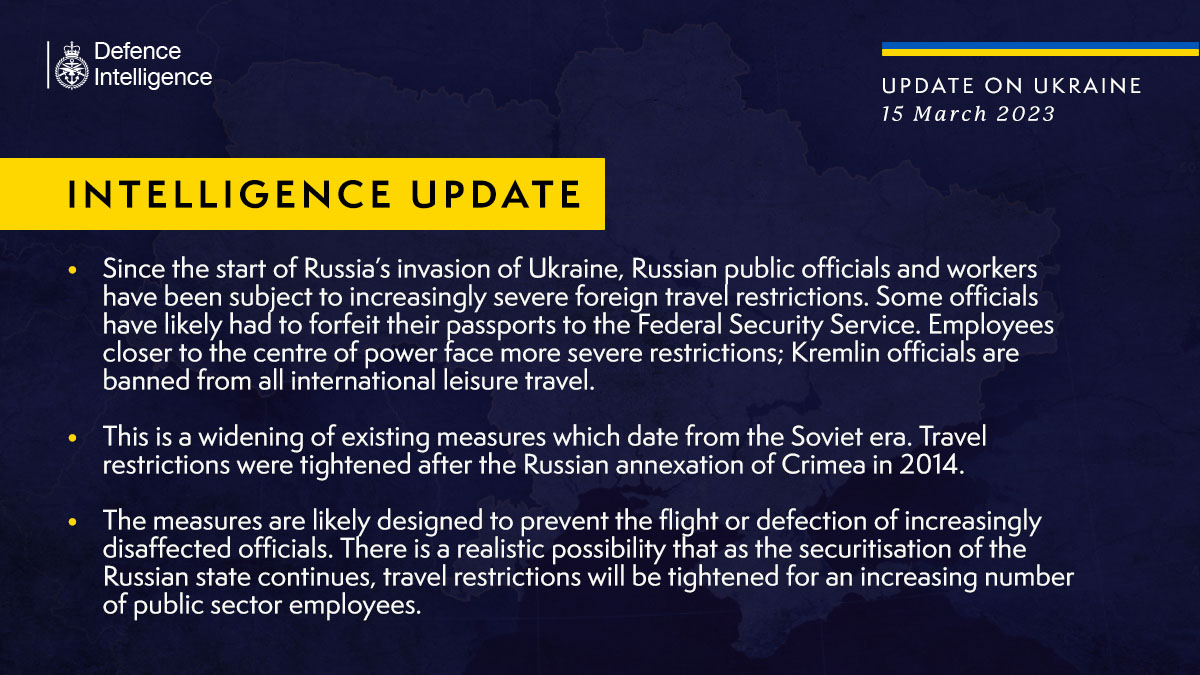 Defence
Intelligence
UPDATE ON UKRAINE
15 March 2023
INTELLIGENCE UPDATE
• Since the start of Russia's invasion of Ukraine, Russian public officials and workers
have been subject to increasingly severe foreign travel restrictions. Some officials
have likely had to forfeit their passports to the Federal Security Service. Employees
closer to the centre of power face more severe restrictions; Kremlin officials are
banned from all international leisure travel.
• This is a widening of existing measures which date from the Soviet era. Travel
restrictions were tightened after the Russian annexation of Crimea in 2014.
• The measures are likely designed to prevent the flight or defection of increasingly
disaffected officials. There is a realistic possibility that as the securitisation of the
Russian state continues, travel restrictions will be tightened for an increasing number
of public sector employees.